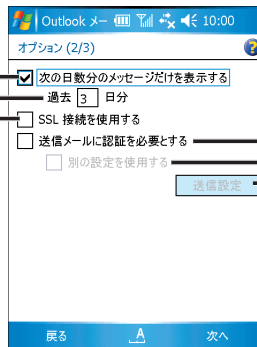 Outlook メー 10:00
オプション (2/3)
次の日数分のメッセージだけを表示する
過去 3 日分
SSL 接続を使用する
送信メールに認証を必要とする
別の設定を使用する
送信設定
戻る A 次へ